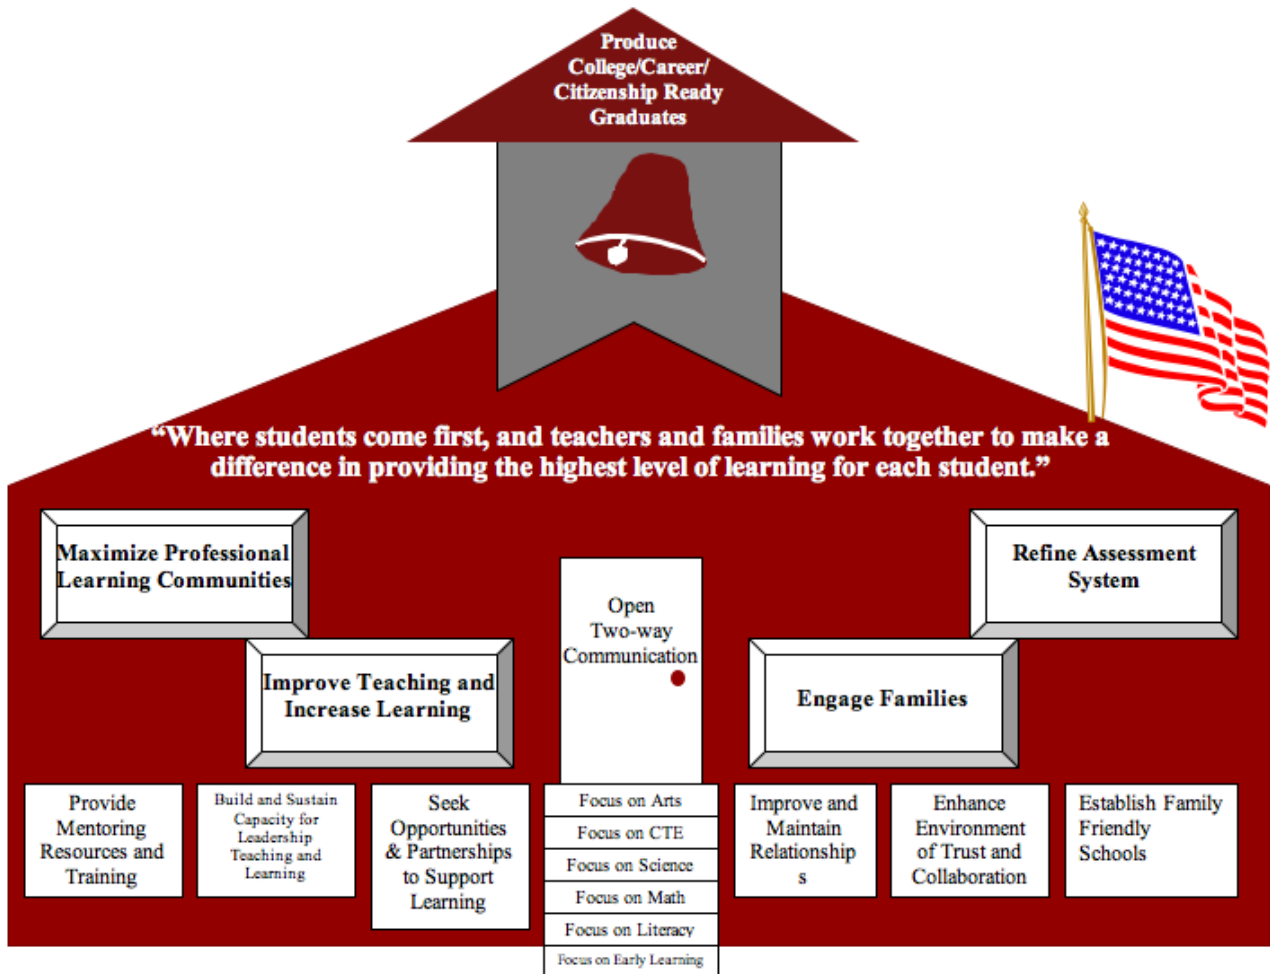 Produce
College/Career/
Citizenship Ready
Graduates
“Where students come first, and teachers and families work together to make a
difference in providing the highest level of learning for each student.”
Maximize Professional
Learning Communities
Refine Assessment
System
Open
Two-way
Communication
Improve Teaching and
Increase Learning
Engage Families
Provide
Mentoring
Resources and
Training
Build and Sustain
Capacity for
Leadership
Teaching and
Learning
Seek
Opportunities
& Partnerships
to Support
Learning
Focus on Arts
Focus on CTE
Focus on Science
Focus on Math
Focus on Literacy
Focus on Early Learning
Improve and
Maintain
Relationship
s
Enhance
Environment
of Trust and
Collaboration
Establish Family
Friendly
Schools